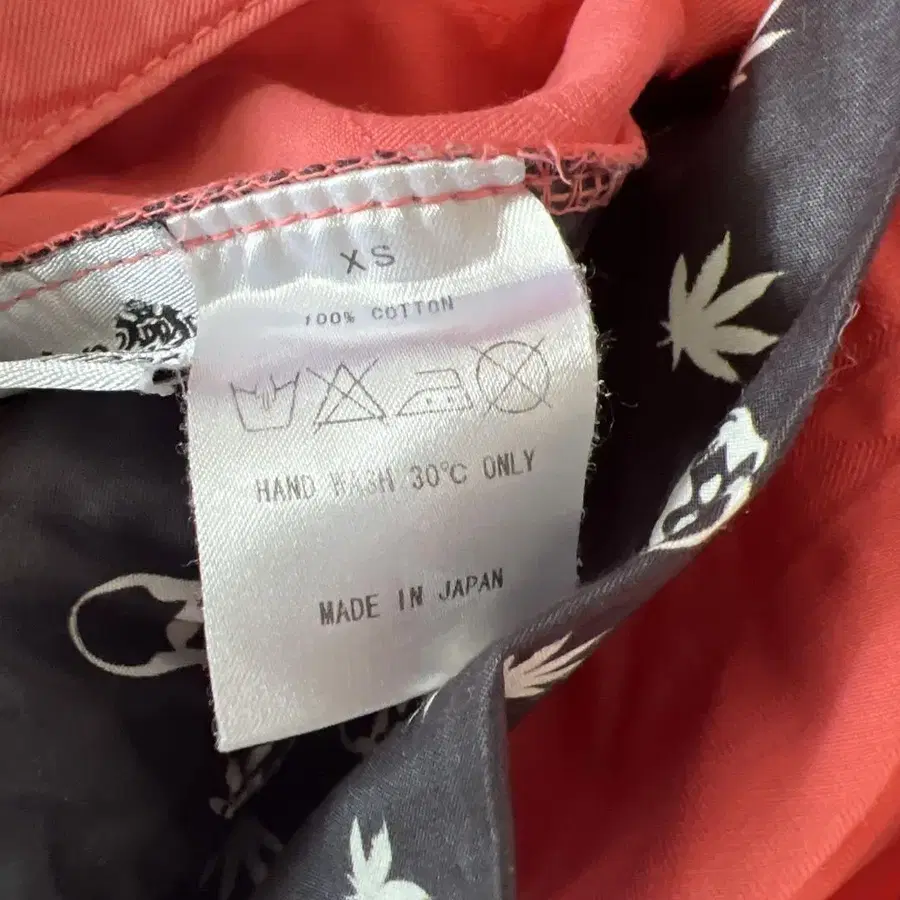 XS
100% COTTON
HAND WASH 30°C ONLY
MADE IN JAPAN